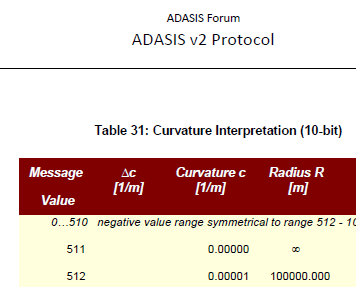 ADASIS Forum
ADASIS v2 Protocol
Table 31: Curvature Interpretation (10-bit)
Message Value Δc [1/m] Curvature c [1/m] Radius R [m]
0…510 negative value range symmetrical to range 512 - 10
511 0.00000 ∞
512 0.00001 100000.000